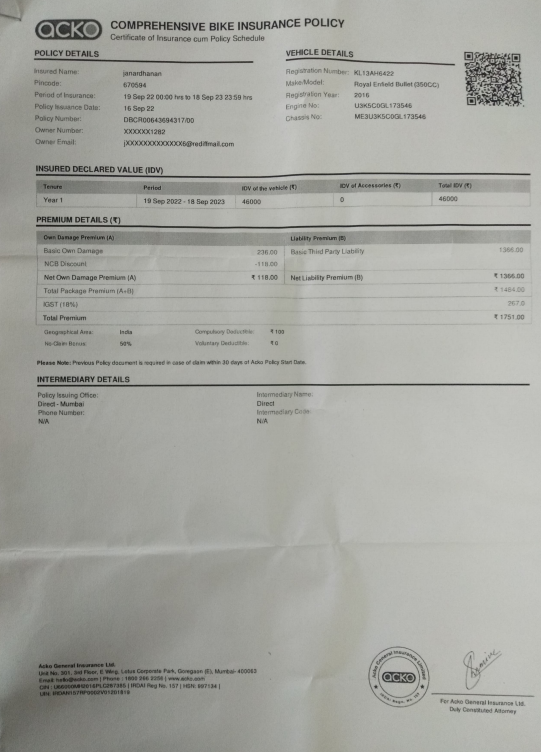 acko COMPREHENSIVE BIKE INSURANCE POLICY
Certificate of Insurance cum Policy Schedule
POLICY DETAILS
Insured Name: janardhanan
Pincode: 670594
Period of Insurance: 19 Sep 22 00:00 hrs to 18 Sep 23 23:59 hrs
Policy Issuance Date: 16 Sep 22
Policy Number: DBCR00643694317/00
Owner Number: XXXXXX1282
Owner Email: jXXXXXXXXXXXXX6@rediffmail.com
VEHICLE DETAILS
Registration Number: KL13AH6422
Make/Model: Royal Enfield Bullet (350CC)
Registration Year: 2016
Engine No: U3K5C0GL173546
Chassis No: ME3U3K5C0GL173546
INSURED DECLARED VALUE (IDV)
Tenure Period IDV of the vehicle (₹) IDV of Accessories (₹) Total IDV (₹)
Year 1 19 Sep 2022 - 18 Sep 2023 46000 0 46000
PREMIUM DETAILS (₹)
Own Damage Premium (A) Liability Premium (B)
Basic Own Damage 236.00 Basic Third Party Liability 1366.00
NCB Discount -118.00
Net Own Damage Premium (A) ₹ 118.00 Net Liability Premium (B) ₹ 1366.00
Total Package Premium (A+B) ₹ 1484.00
IGST (18%) 267.0
Total Premium ₹ 1751.00
Geographical Area: India Compulsory Deductible: ₹ 100
No Claim Bonus: 50% Voluntary Deductible: ₹ 0
Please Note: Previous Policy document is required in case of claim within 30 days of Acko Policy Start Date.
INTERMEDIARY DETAILS
Policy Issuing Office: Intermediary Name:
Direct - Mumbai Direct
Phone Number: Intermediary Code:
N/A N/A
Acko General Insurance Ltd.
Unit No. 301, 3rd Floor, E Wing, Lotus Corporate Park, Goregaon (E), Mumbai-400063
Email: hello@acko.com | Phone : 1800 266 2256 | www.acko.com
IRDAI Reg No. 157 | HSN: 997134 |
Acko General Insurance Limited
acko
For Acko General Insurance Ltd.
Duly Constituted Attorney